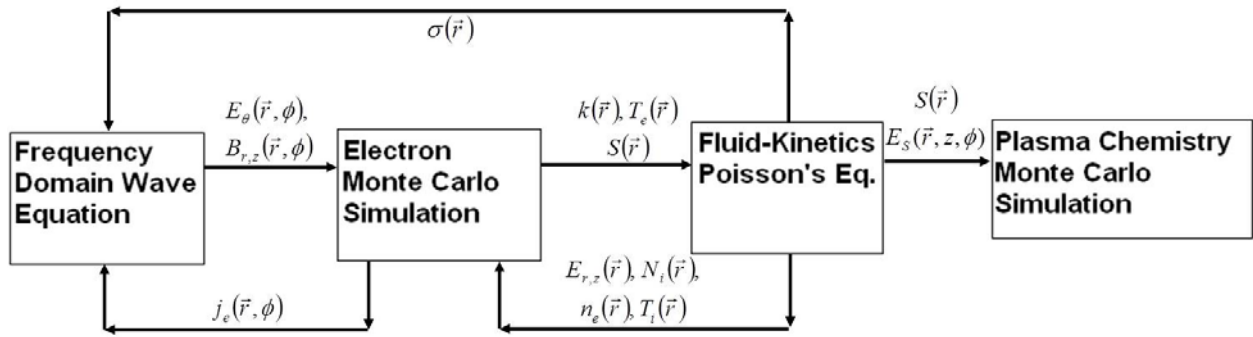 σ(r⃗)
E_θ(r⃗,ϕ),
B_{r,z}(r⃗,ϕ)
k(r⃗), T_e(r⃗)
S(r⃗)
S(r⃗)
E_S(r⃗,z,ϕ)
Frequency
Domain Wave
Equation
Electron
Monte Carlo
Simulation
Fluid-Kinetics
Poisson's Eq.
Plasma Chemistry
Monte Carlo
Simulation
j_e(r⃗,ϕ)
E_{r,z}(r⃗), N_i(r⃗),
n_e(r⃗), T_i(r⃗)